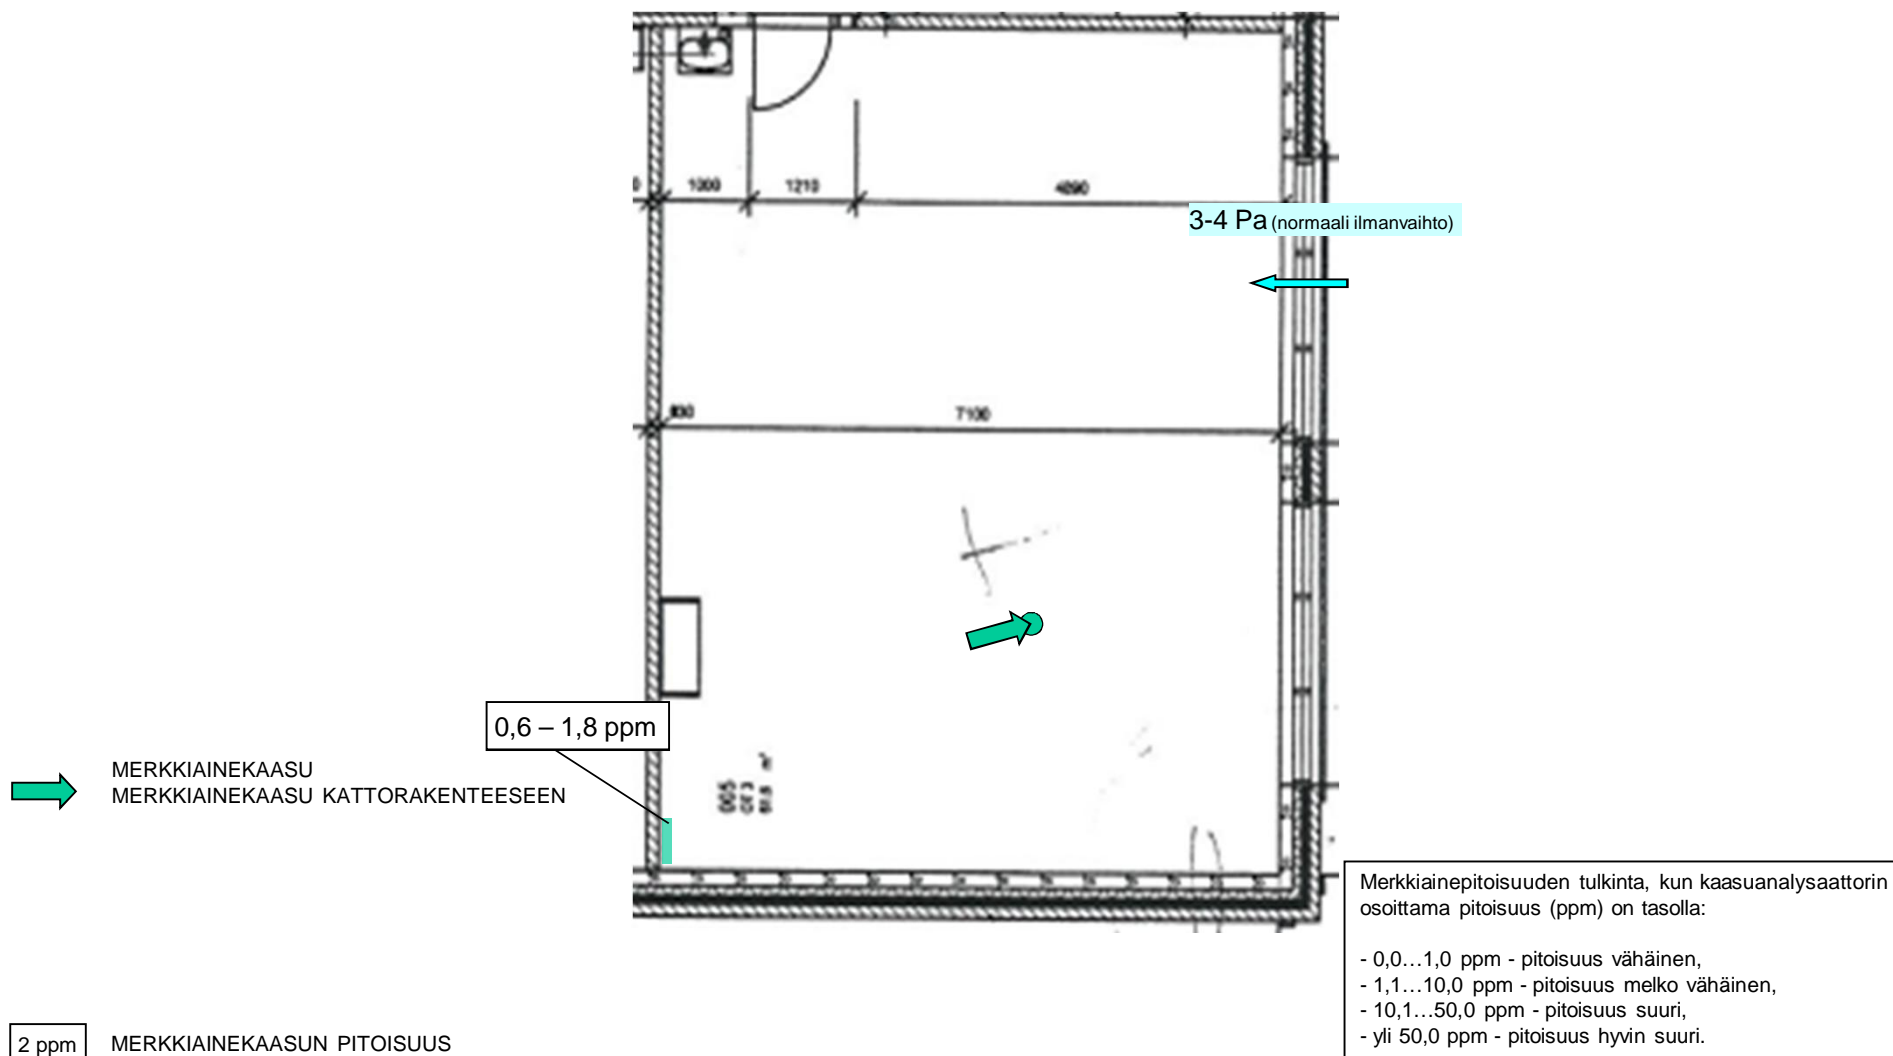 1000 1210 4890
3-4 Pa (normaali ilmanvaihto)
7100
0,6 – 1,8 ppm
MERKKIAINEKAASU
MERKKIAINEKAASU KATTORAKENTEESEEN
005
Merkkiainepitoisuuden tulkinta, kun kaasuanalysaattorin
osoittama pitoisuus (ppm) on tasolla:
- 0,0…1,0 ppm - pitoisuus vähäinen,
- 1,1…10,0 ppm - pitoisuus melko vähäinen,
- 10,1…50,0 ppm - pitoisuus suuri,
- yli 50,0 ppm - pitoisuus hyvin suuri.
2 ppm MERKKIAINEKAASUN PITOISUUS